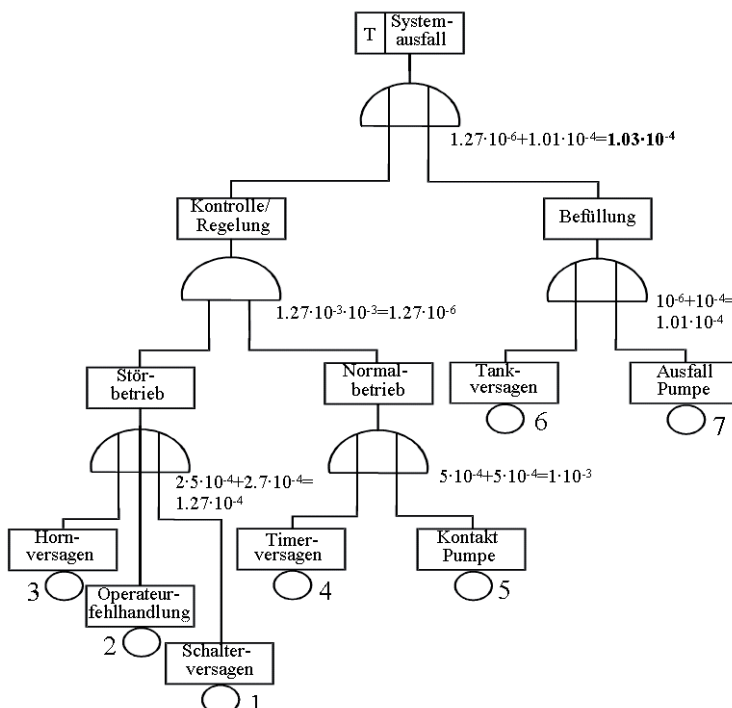 T
System-
ausfall
1.27·10⁻⁶+1.01·10⁻⁴=1.03·10⁻⁴
Kontrolle/
Regelung
Befüllung
1.27·10⁻³·10⁻³=1.27·10⁻⁶
10⁻⁶+10⁻⁴=
1.01·10⁻⁴
Stör-
betrieb
Normal-
betrieb
Tank-
versagen
6
Ausfall
Pumpe
7
2·5·10⁻⁴+2.7·10⁻⁴=
1.27·10⁻⁴
5·10⁻⁴+5·10⁻⁴=1·10⁻³
Horn-
versagen
3
Timer-
versagen
4
Kontakt
Pumpe
5
Operateur-
fehlhandlung
2
Schalter-
versagen
1